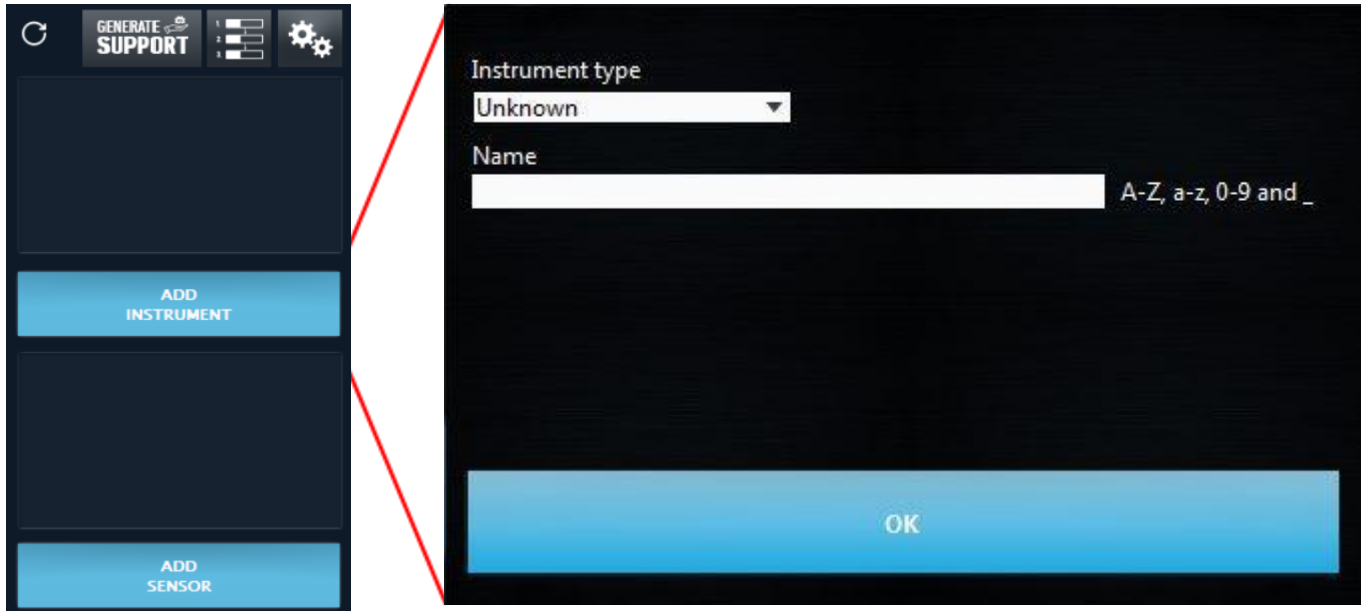 GENERATE
SUPPORT
1.
2.
3.
ADD
INSTRUMENT
ADD
SENSOR
Instrument type
Unknown
Name
A-Z, a-z, 0-9 and _
OK